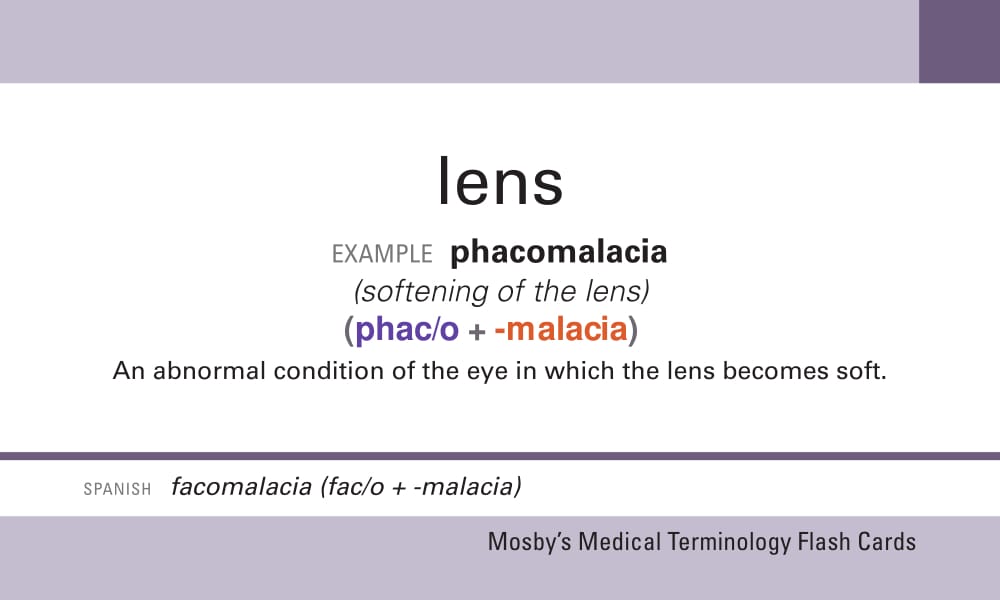 lens
EXAMPLE phacomalacia
(softening of the lens)
(phac/o + -malacia)
An abnormal condition of the eye in which the lens becomes soft.
SPANISH facomalacia (fac/o + -malacia)
Mosby's Medical Terminology Flash Cards